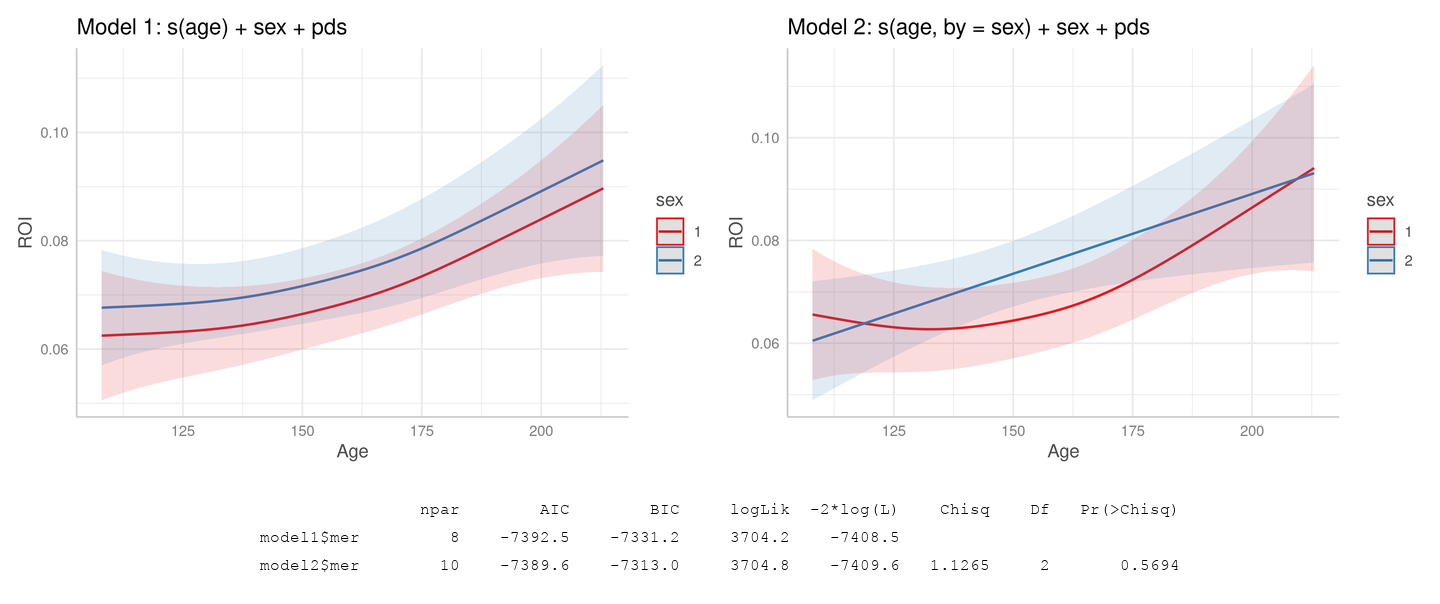 Model 1: s(age) + sex + pds
0.10
0.08
0.06
ROI
125 150 175 200
Age
sex
1
2
Model 2: s(age, by = sex) + sex + pds
0.10
0.08
0.06
ROI
125 150 175 200
Age
sex
1
2
npar AIC BIC logLik -2*log(L) Chisq Df Pr(>Chisq)
model1$mer 8 -7392.5 -7331.2 3704.2 -7408.5
model2$mer 10 -7389.6 -7313.0 3704.8 -7409.6 1.1265 2 0.5694